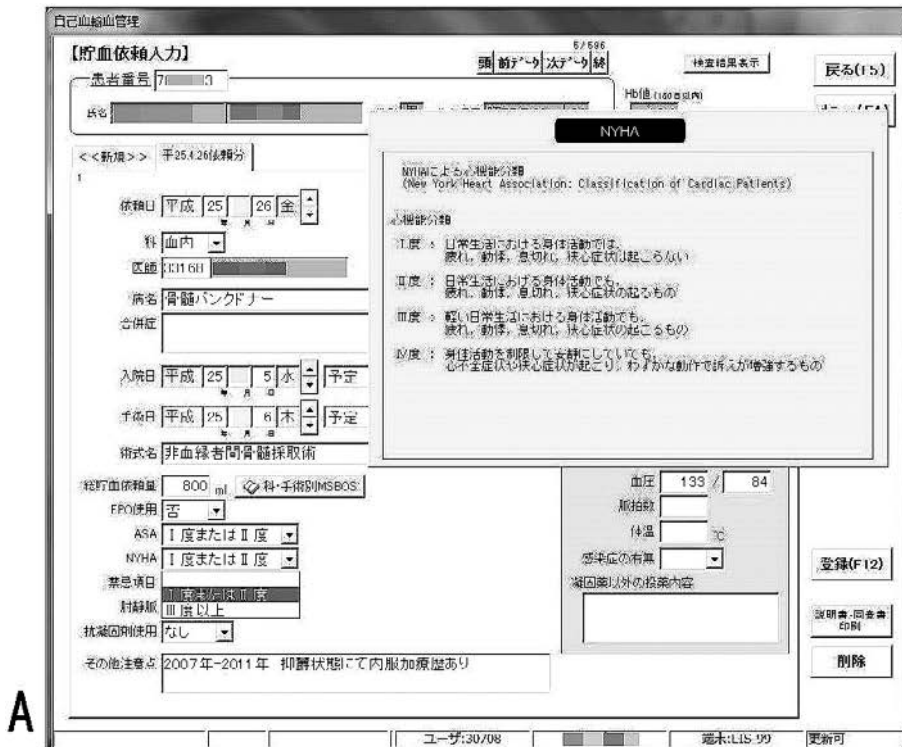 自己血輸血管理
【貯血依頼入力】
5/596
頭 前データ 次データ 終
検査結果表示
戻る(F5)
患者番号
氏名
Hb値
NYHA
NYHAによる心機能分類
(New York Heart Association: Classification of Cardiac Patients)
心機能分類
Ⅰ度 : 日常生活における身体活動では、
疲れ、動悸、息切れ、狭心症状は起こらない
Ⅱ度 : 日常生活における身体活動でも、
疲れ、動悸、息切れ、狭心症状の起るもの
Ⅲ度 : 軽い日常生活における身体活動でも、
疲れ、動悸、息切れ、狭心症状の起こるもの
Ⅳ度 : 身体活動を制限して安静にしていても、
心不全症状や狭心症状が起こり、わずかな動作で訴えが増強するもの
<<新規>> 平25.4.26依頼分
1
依頼日 平成 25 26 金
年 月 日
科 血内
医師 33168
病名 骨髄バンクドナー
合併症
入院日 平成 25 5 水 予定
年 月 日
手術日 平成 25 6 木 予定
年 月 日
術式名 非血縁者間骨髄採取術
総貯血依頼量 800 ml 科・手術別MSBOS
EPO使用 否
ASA Ⅰ度またはⅡ度
NYHA Ⅰ度またはⅡ度
禁忌項目
Ⅰ度またはⅡ度
肘静脈 Ⅲ度以上
抗凝固剤使用 なし
その他注意点 2007年-2011年 抑鬱状態にて内服加療歴あり
血圧 133 / 84
脈拍数
体温 ℃
感染症の有無
凝固薬以外の投薬内容
登録(F12)
説明書・同意書
印刷
削除
A
ユーザ:30708
端末:LIS-99
更新可